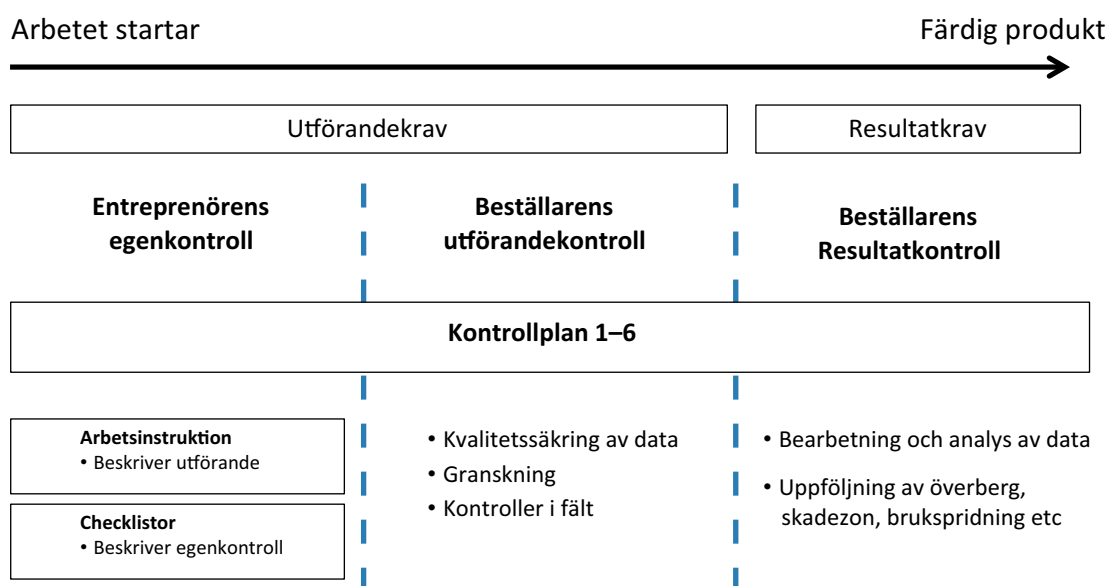 Arbetet startar
Färdig produkt
Utförandekrav
Resultatkrav
Entreprenörens
egenkontroll
Beställarens
utförandekontroll
Beställarens
Resultatkontroll
Kontrollplan 1–6
Arbetsinstruktion
• Beskriver utförande
Checklistor
• Beskriver egenkontroll
• Kvalitetssäkring av data
• Granskning
• Kontroller i fält
• Bearbetning och analys av data
• Uppföljning av överberg,
skadezon, brukspridning etc